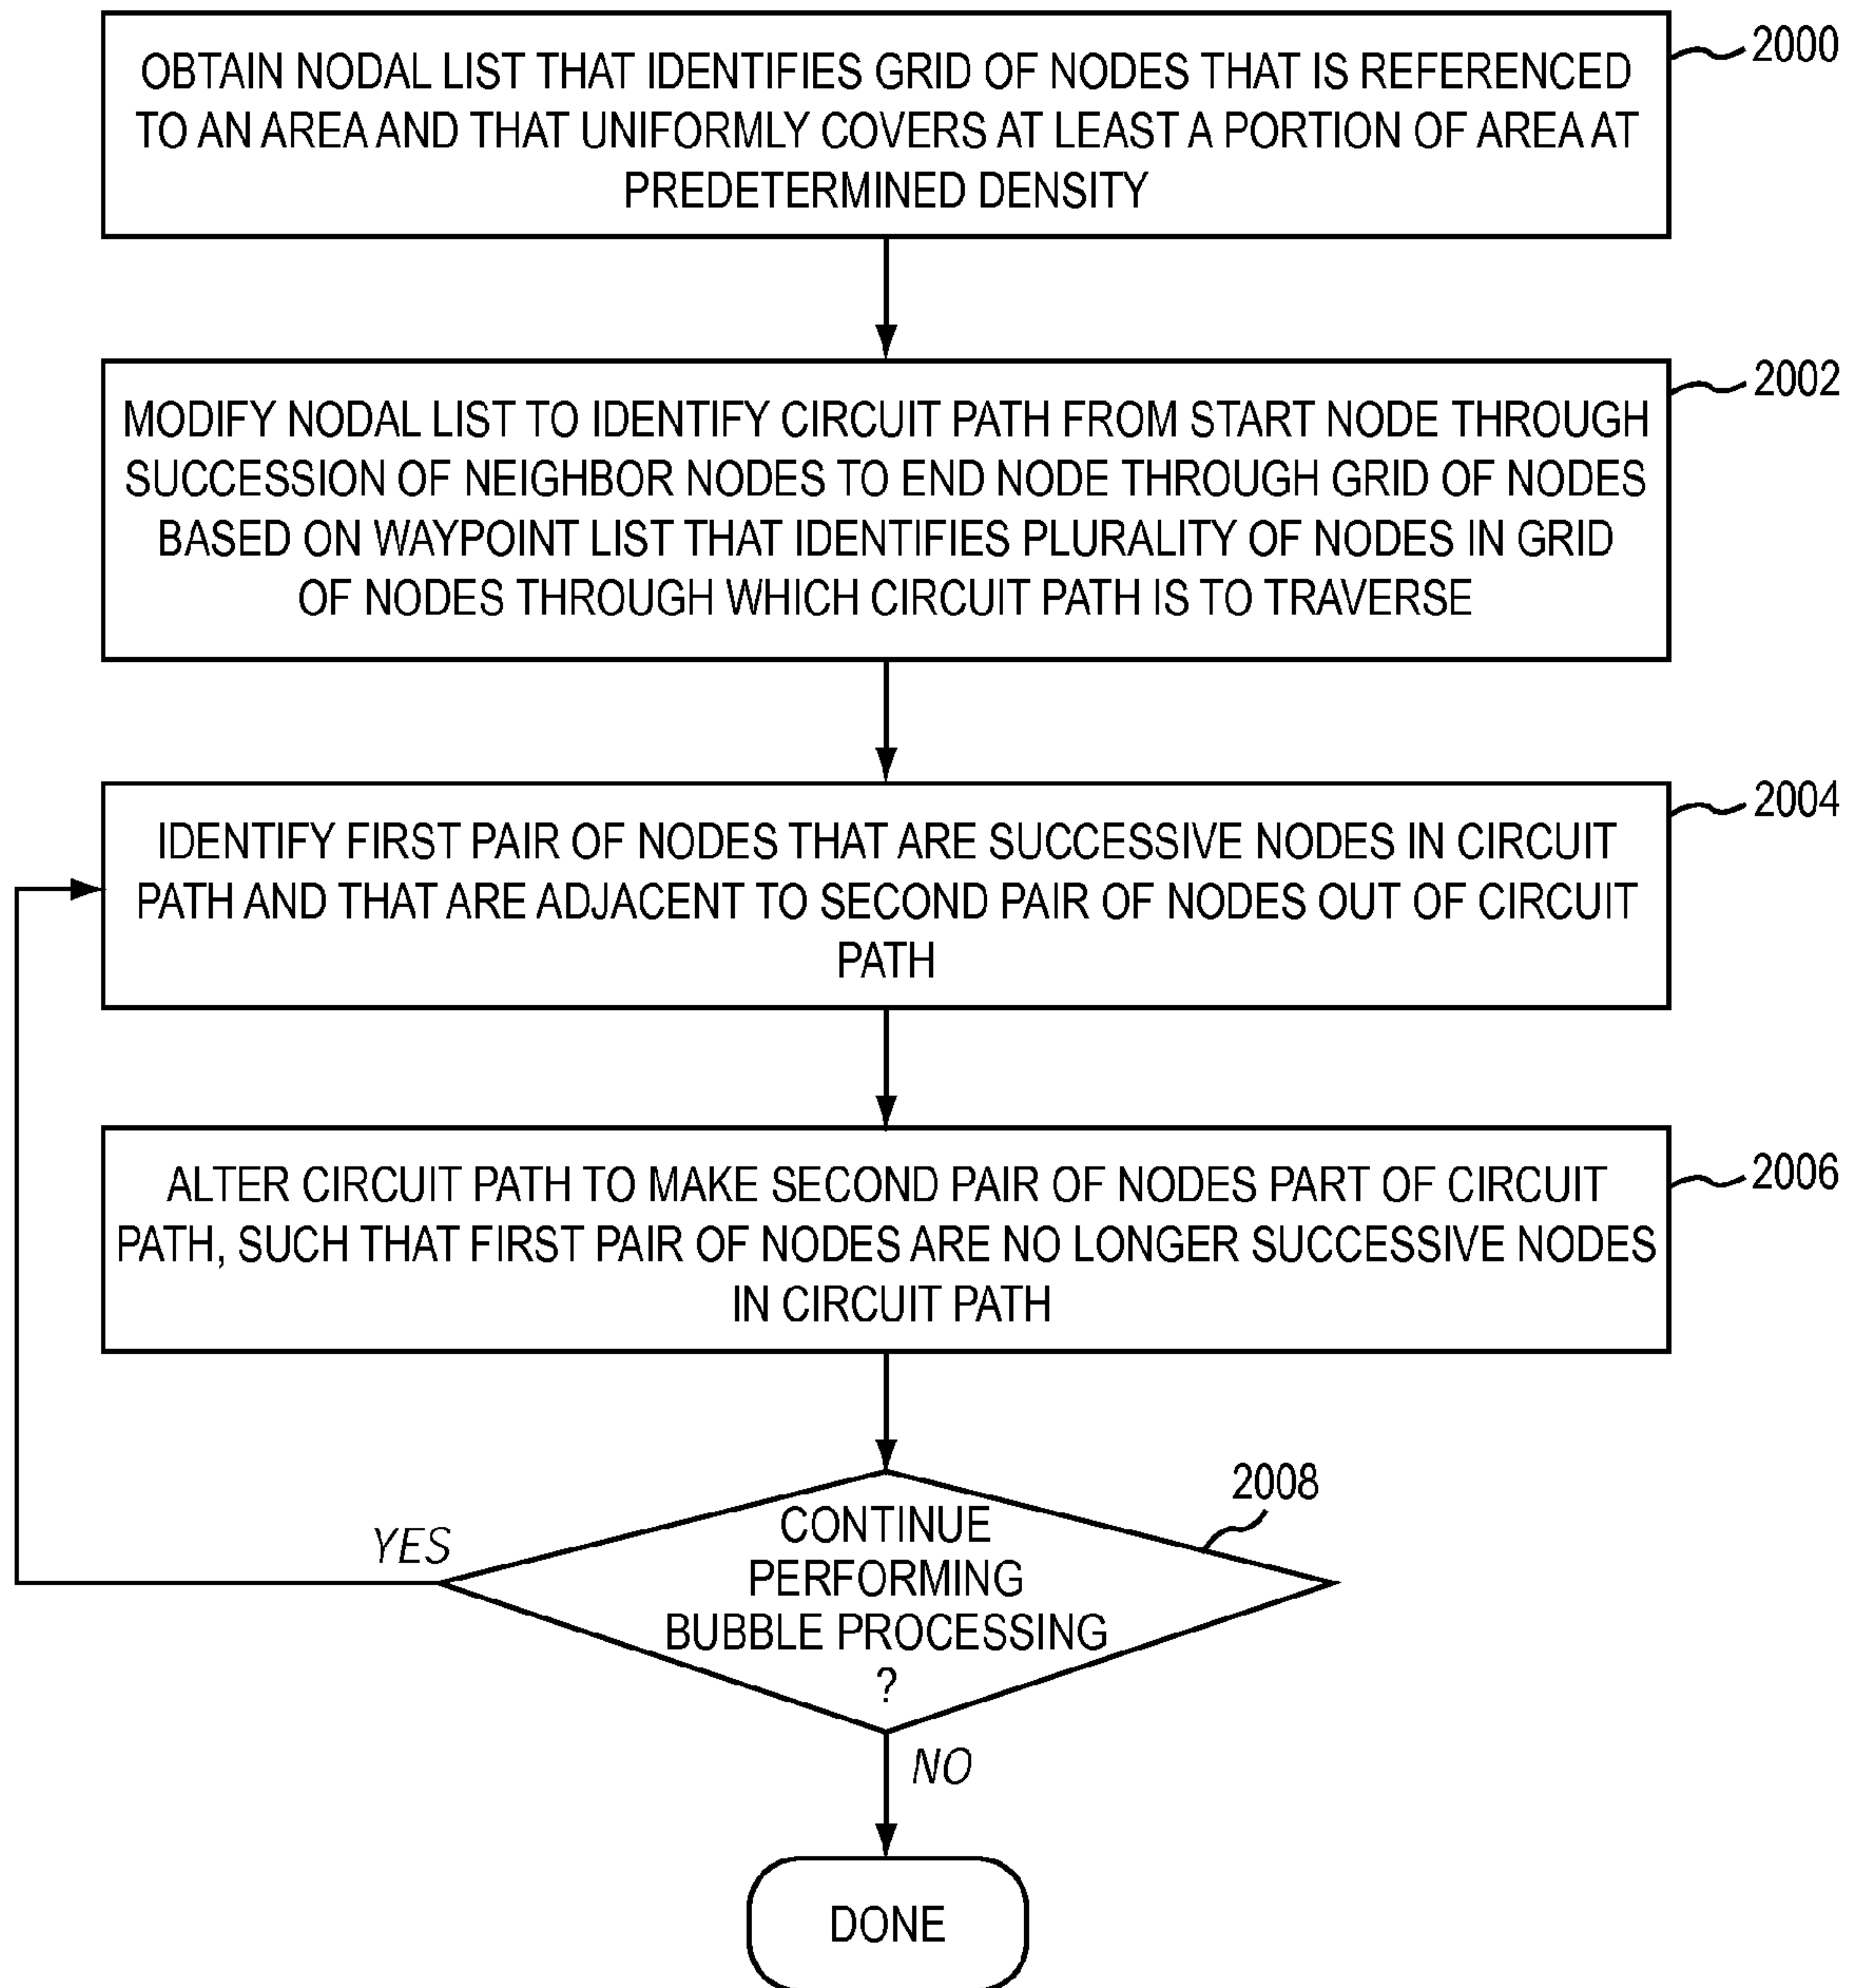 OBTAIN NODAL LIST THAT IDENTIFIES GRID OF NODES THAT IS REFERENCED
TO AN AREA AND THAT UNIFORMLY COVERS AT LEAST A PORTION OF AREA AT
PREDETERMINED DENSITY
2000
MODIFY NODAL LIST TO IDENTIFY CIRCUIT PATH FROM START NODE THROUGH
SUCCESSION OF NEIGHBOR NODES TO END NODE THROUGH GRID OF NODES
BASED ON WAYPOINT LIST THAT IDENTIFIES PLURALITY OF NODES IN GRID
OF NODES THROUGH WHICH CIRCUIT PATH IS TO TRAVERSE
2002
IDENTIFY FIRST PAIR OF NODES THAT ARE SUCCESSIVE NODES IN CIRCUIT
PATH AND THAT ARE ADJACENT TO SECOND PAIR OF NODES OUT OF CIRCUIT
PATH
2004
ALTER CIRCUIT PATH TO MAKE SECOND PAIR OF NODES PART OF CIRCUIT
PATH, SUCH THAT FIRST PAIR OF NODES ARE NO LONGER SUCCESSIVE NODES
IN CIRCUIT PATH
2006
2008
YES
CONTINUE
PERFORMING
BUBBLE PROCESSING
?
NO
DONE